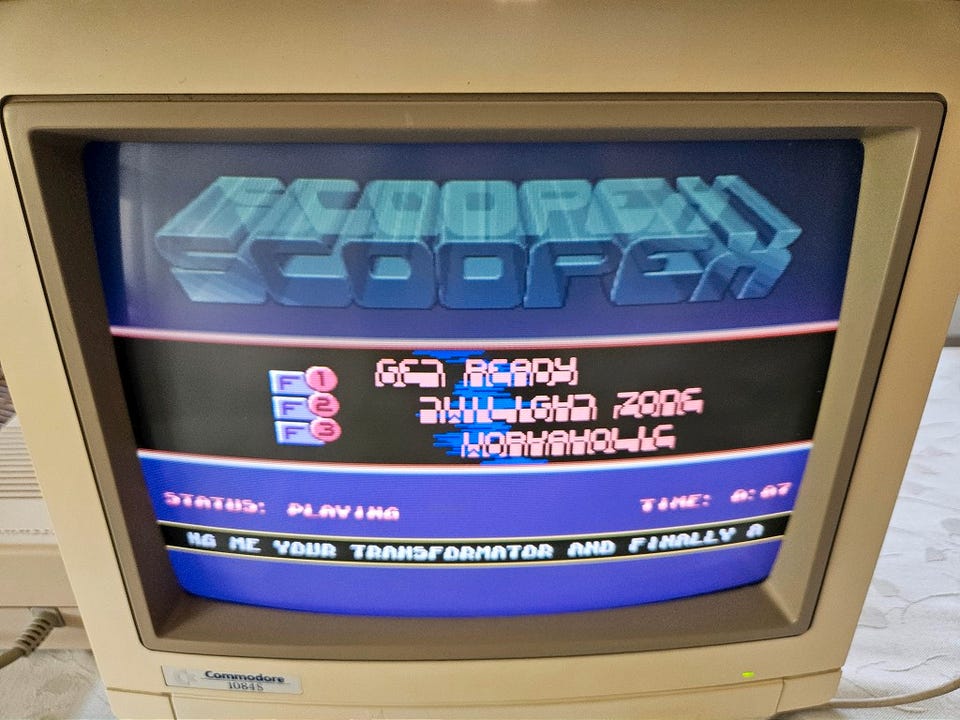 SCOOPEX
F1 GET READY
F2 TWILIGHT ZONE
F3 WORKAHOLIC
STATUS: PLAYING TIME: 0:07
NG ME YOUR TRANSFORMATOR AND FINALLY A
Commodore
1084S